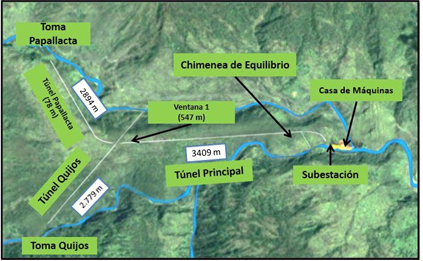 Toma
Papallacta
Chimenea de Equilibrio
Casa de Máquinas
2894 m
Túnel Papallacta
(78 m)
Ventana 1
(547 m)
3409 m
Túnel Principal
Subestación
Túnel Quijos
2.779 m
Toma Quijos